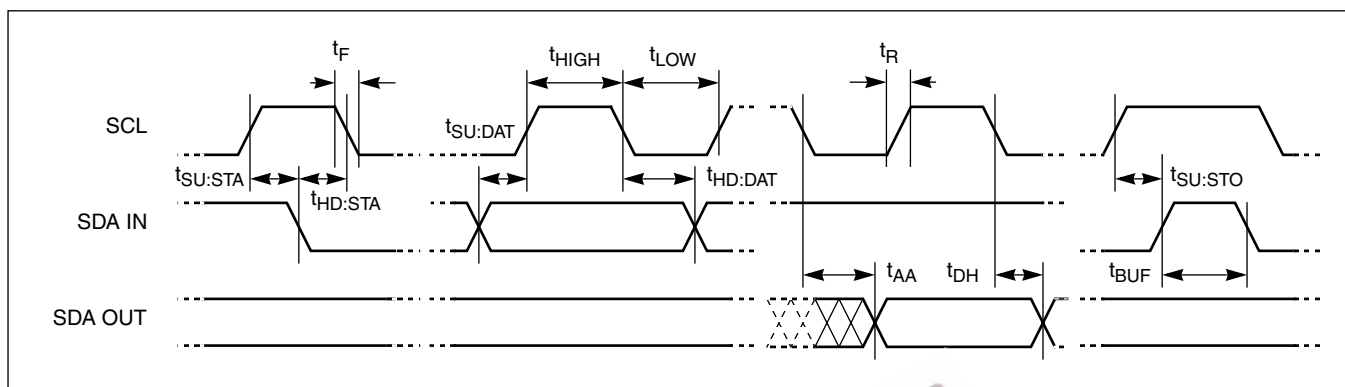 tF
tHIGH
tLOW
tR
SCL
tSU:DAT
tSU:STA
tHD:STA
tHD:DAT
tSU:STO
SDA IN
tAA
tDH
tBUF
SDA OUT